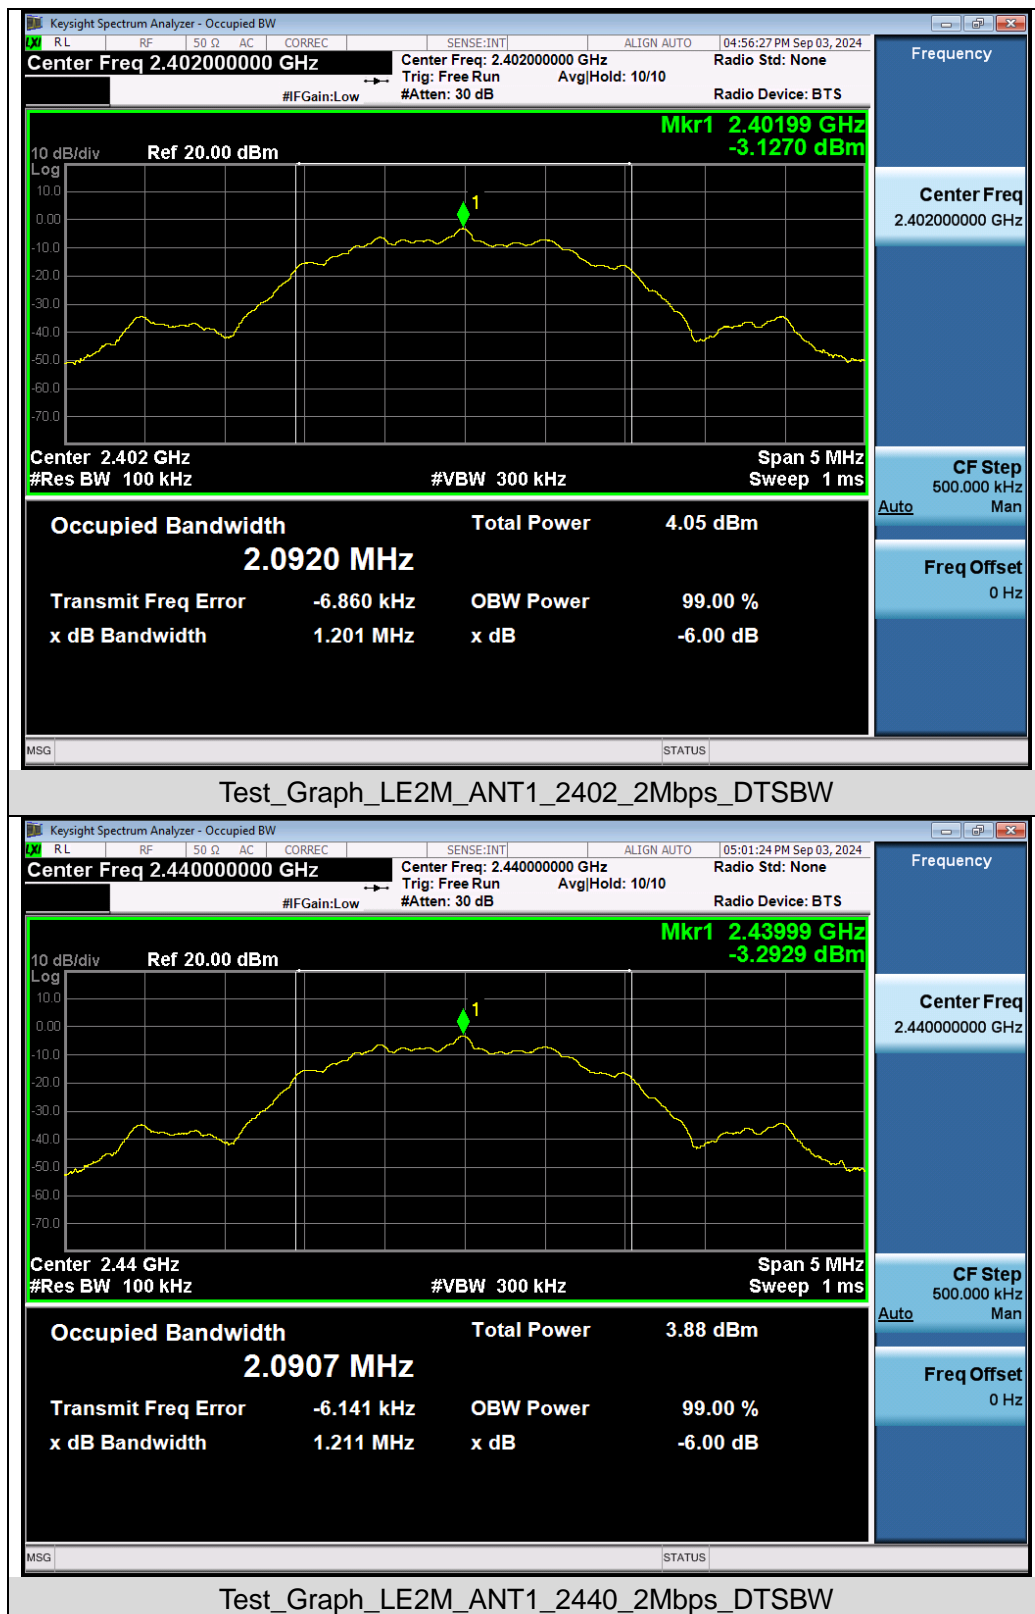 Keysight Spectrum Analyzer - Occupied BW
LXI RL RF 50 Ω AC CORREC SENSE:INT ALIGN AUTO 04:56:27 PM Sep 03, 2024
Center Freq 2.402000000 GHz
Center Freq: 2.402000000 GHz Radio Std: None
Trig: Free Run Avg|Hold: 10/10
#IFGain:Low #Atten: 30 dB Radio Device: BTS
Frequency
Mkr1 2.40199 GHz
-3.1270 dBm
10 dB/div Ref 20.00 dBm
Log
10.0
1
0.00
-10.0
-20.0
-30.0
-40.0
-50.0
-60.0
-70.0
Center Freq
2.402000000 GHz
Center 2.402 GHz Span 5 MHz
#Res BW 100 kHz #VBW 300 kHz Sweep 1 ms
CF Step
500.000 kHz
Auto Man
Occupied Bandwidth Total Power 4.05 dBm
2.0920 MHz
Transmit Freq Error -6.860 kHz OBW Power 99.00 %
x dB Bandwidth 1.201 MHz x dB -6.00 dB
Freq Offset
0 Hz
MSG STATUS
Test_Graph_LE2M_ANT1_2402_2Mbps_DTSBW
Keysight Spectrum Analyzer - Occupied BW
LXI RL RF 50 Ω AC CORREC SENSE:INT ALIGN AUTO 05:01:24 PM Sep 03, 2024
Center Freq 2.440000000 GHz
Center Freq: 2.440000000 GHz Radio Std: None
Trig: Free Run Avg|Hold: 10/10
#IFGain:Low #Atten: 30 dB Radio Device: BTS
Frequency
Mkr1 2.43999 GHz
-3.2929 dBm
10 dB/div Ref 20.00 dBm
Log
10.0
1
0.00
-10.0
-20.0
-30.0
-40.0
-50.0
-60.0
-70.0
Center Freq
2.440000000 GHz
Center 2.44 GHz Span 5 MHz
#Res BW 100 kHz #VBW 300 kHz Sweep 1 ms
CF Step
500.000 kHz
Auto Man
Occupied Bandwidth Total Power 3.88 dBm
2.0907 MHz
Transmit Freq Error -6.141 kHz OBW Power 99.00 %
x dB Bandwidth 1.211 MHz x dB -6.00 dB
Freq Offset
0 Hz
MSG STATUS
Test_Graph_LE2M_ANT1_2440_2Mbps_DTSBW